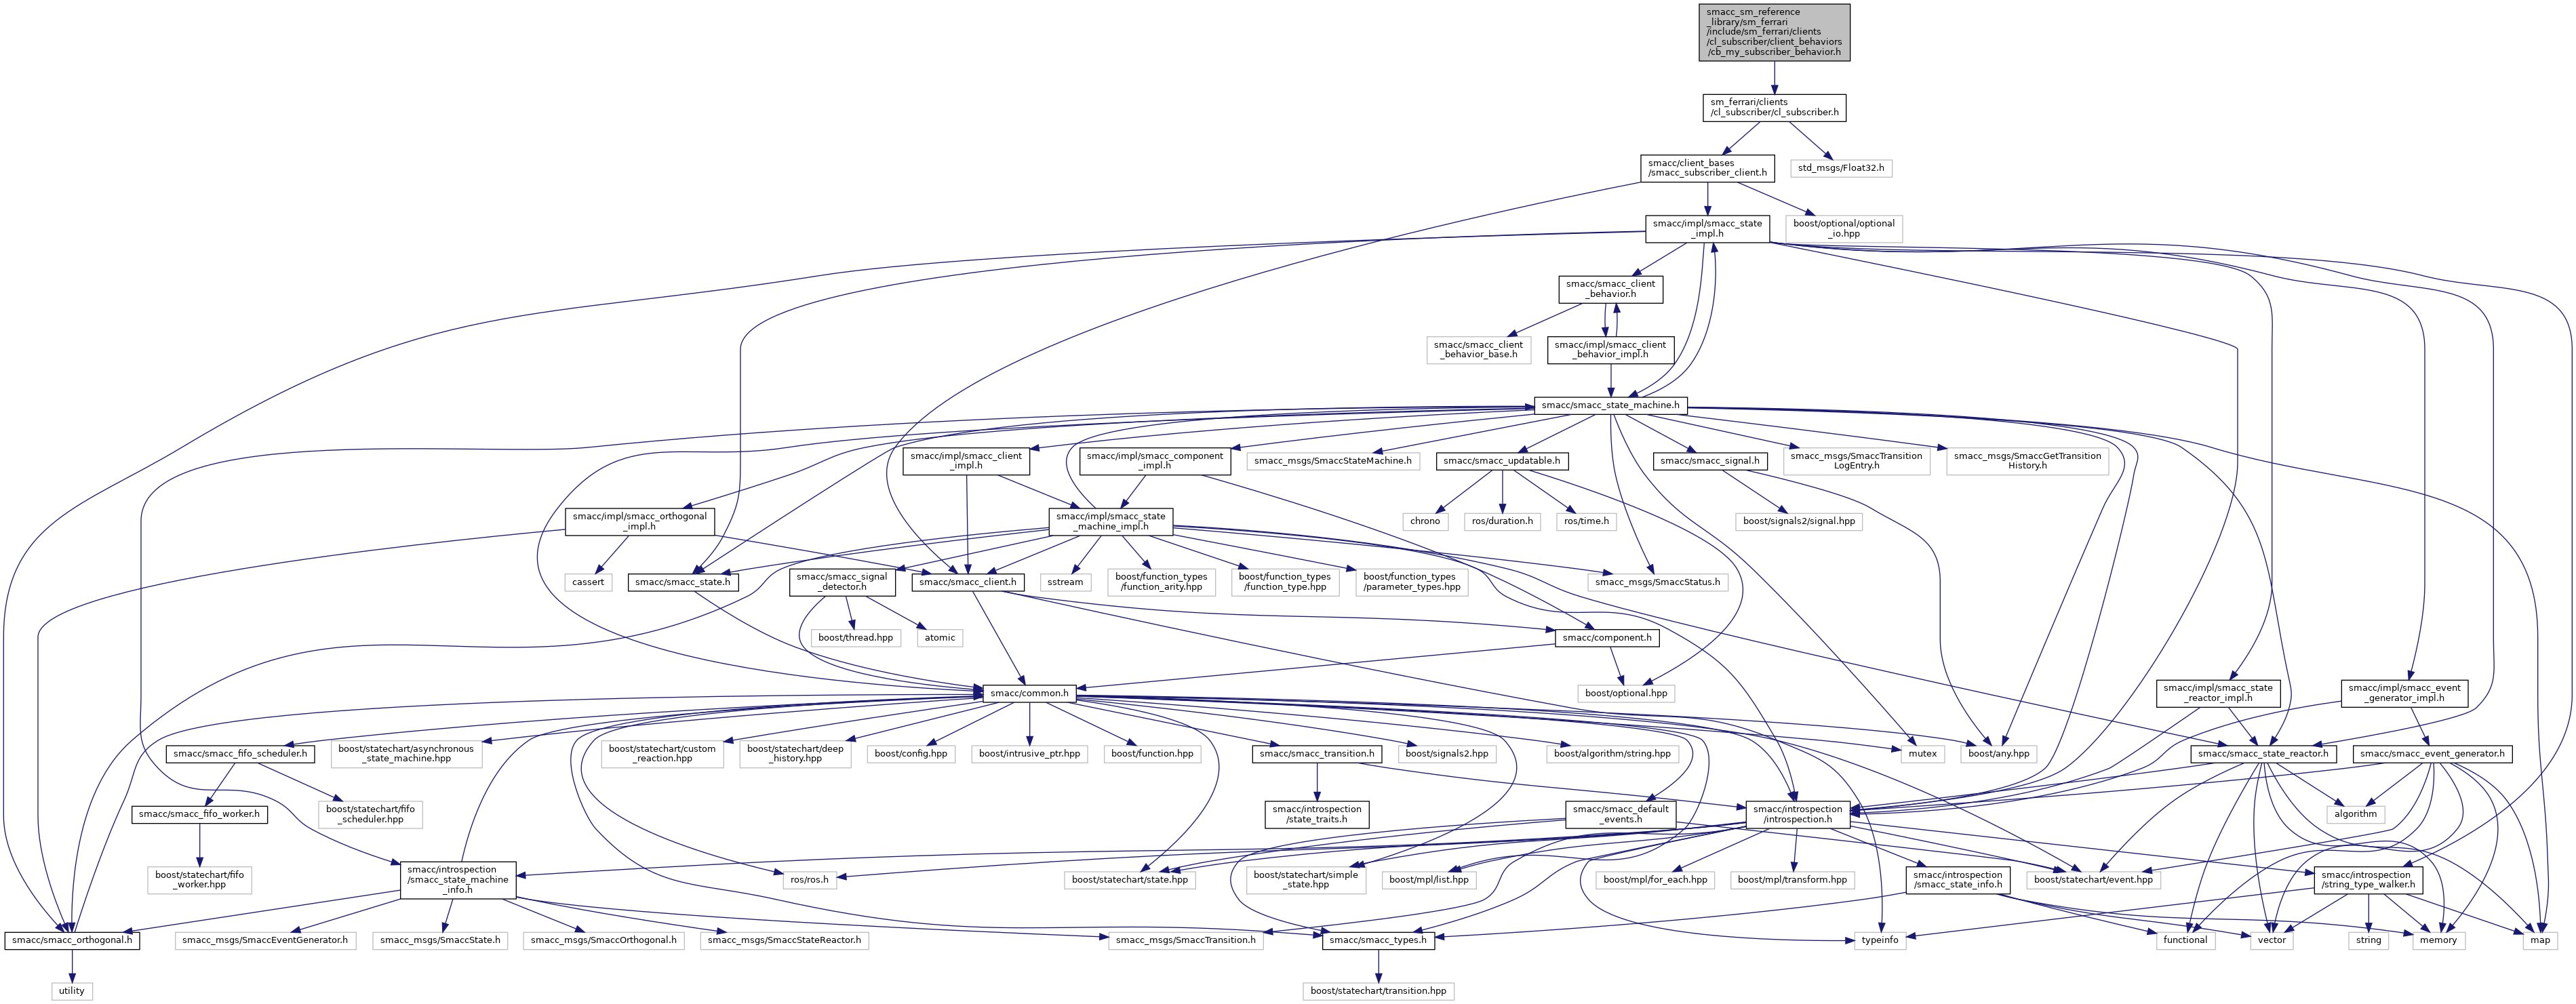 smacc_sm_reference
_library/sm_ferrari
/include/sm_ferrari/clients
/cl_subscriber/client_behaviors
/cb_my_subscriber_behavior.h
sm_ferrari/clients
/cl_subscriber/cl_subscriber.h
smacc/client_bases
/smacc_subscriber_client.h
std_msgs/Float32.h
smacc/impl/smacc_state
_impl.h
boost/optional/optional
_io.hpp
smacc/smacc_client
_behavior.h
smacc/smacc_client
_behavior_base.h
smacc/impl/smacc_client
_behavior_impl.h
smacc/smacc_state_machine.h
smacc/impl/smacc_client
_impl.h
smacc/impl/smacc_component
_impl.h
smacc_msgs/SmaccStateMachine.h
smacc/smacc_updatable.h
smacc/smacc_signal.h
smacc_msgs/SmaccTransition
LogEntry.h
smacc_msgs/SmaccGetTransition
History.h
smacc/impl/smacc_orthogonal
_impl.h
smacc/impl/smacc_state
_machine_impl.h
chrono
ros/duration.h
ros/time.h
boost/signals2/signal.hpp
cassert
smacc/smacc_state.h
smacc/smacc_signal
_detector.h
smacc/smacc_client.h
sstream
boost/function_types
/function_arity.hpp
boost/function_types
/function_type.hpp
boost/function_types
/parameter_types.hpp
smacc_msgs/SmaccStatus.h
boost/thread.hpp
atomic
smacc/component.h
smacc/common.h
boost/optional.hpp
smacc/impl/smacc_state
_reactor_impl.h
smacc/impl/smacc_event
_generator_impl.h
smacc/smacc_fifo_scheduler.h
boost/statechart/asynchronous
_state_machine.hpp
boost/statechart/custom
_reaction.hpp
boost/statechart/deep
_history.hpp
boost/config.hpp
boost/intrusive_ptr.hpp
boost/function.hpp
smacc/smacc_transition.h
boost/signals2.hpp
boost/algorithm/string.hpp
mutex
boost/any.hpp
smacc/smacc_state_reactor.h
smacc/smacc_event_generator.h
smacc/smacc_fifo_worker.h
boost/statechart/fifo
_scheduler.hpp
smacc/introspection
/state_traits.h
smacc/smacc_default
_events.h
smacc/introspection
/introspection.h
algorithm
boost/statechart/fifo
_worker.hpp
smacc/introspection
/smacc_state_machine
_info.h
ros/ros.h
boost/statechart/state.hpp
boost/statechart/simple
_state.hpp
boost/mpl/list.hpp
boost/mpl/for_each.hpp
boost/mpl/transform.hpp
smacc/introspection
/smacc_state_info.h
boost/statechart/event.hpp
smacc/introspection
/string_type_walker.h
smacc/smacc_orthogonal.h
smacc_msgs/SmaccEventGenerator.h
smacc_msgs/SmaccState.h
smacc_msgs/SmaccOrthogonal.h
smacc_msgs/SmaccStateReactor.h
smacc_msgs/SmaccTransition.h
smacc/smacc_types.h
typeinfo
functional
vector
string
memory
map
utility
boost/statechart/transition.hpp